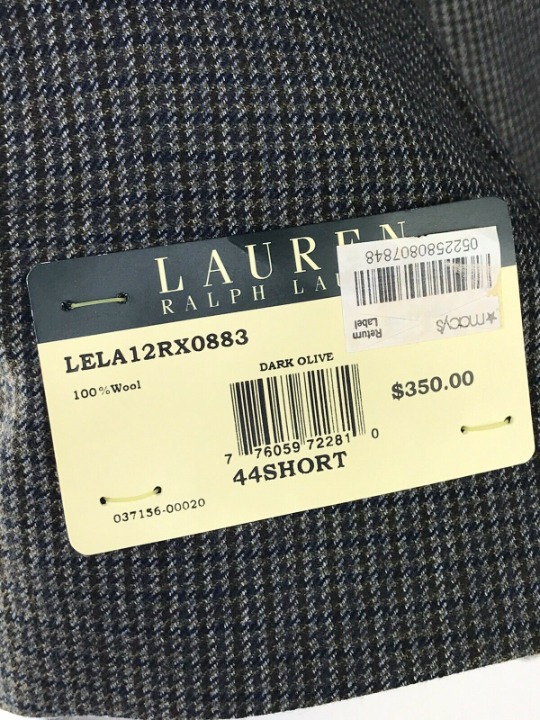 LAUREN
RALPH LAU
05225808807848
Return
Label
★macy's
LELA12RX0883
100%Wool
DARK OLIVE
$350.00
7 76059 72281 0
44SHORT
037156-00020